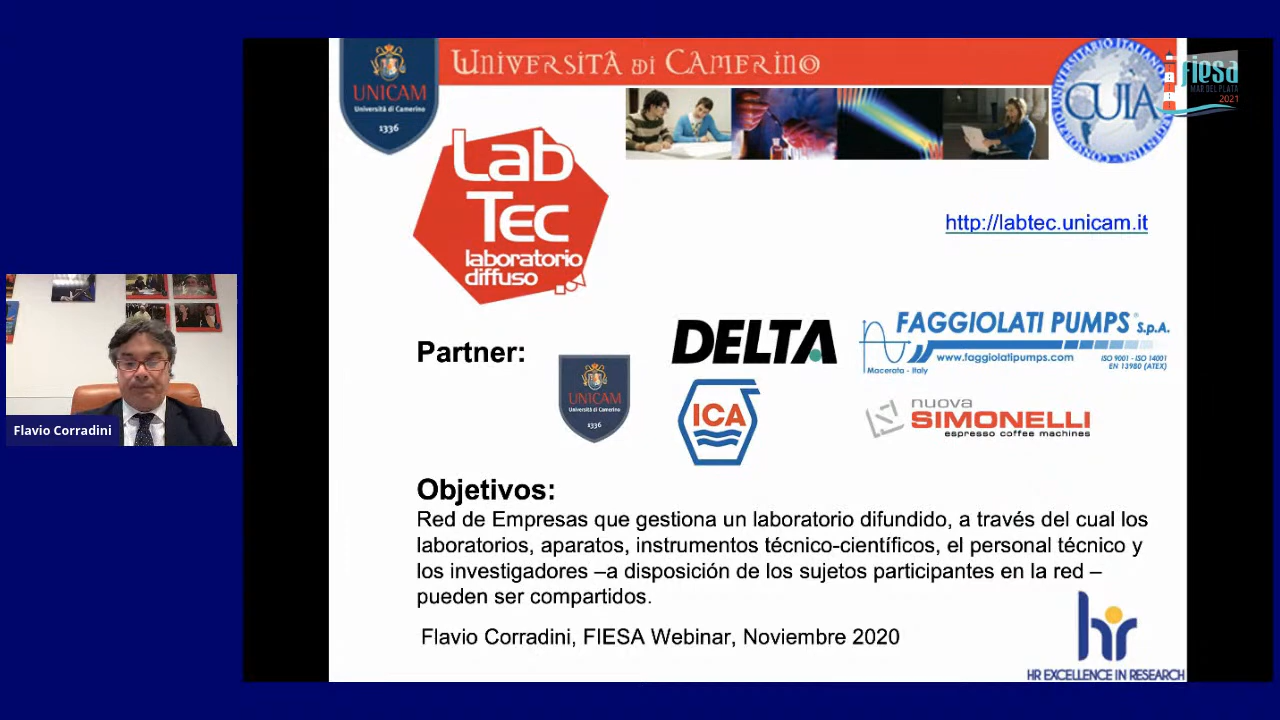 UNICAM
Università di Camerino
1336
Università di Camerino
CUIA
fiesa
MAR DEL PLATA
2021
Lab
Tec
laboratorio
diffuso
http://labtec.unicam.it
Partner:
UNICAM
Università di Camerino
1336
DELTA
FAGGIOLATI PUMPS® S.p.A.
www.faggiolatipumps.com
Macerata - Italy
ISO 9001 - ISO 14001
EN 13980 (ATEX)
ICA
nuova
SIMONELLI
espresso coffee machines
Flavio Corradini
Objetivos:
Red de Empresas que gestiona un laboratorio difundido, a través del cual los
laboratorios, aparatos, instrumentos técnico-científicos, el personal técnico y
los investigadores –a disposición de los sujetos participantes en la red –
pueden ser compartidos.
Flavio Corradini, FIESA Webinar, Noviembre 2020
hr
HR EXCELLENCE IN RESEARCH